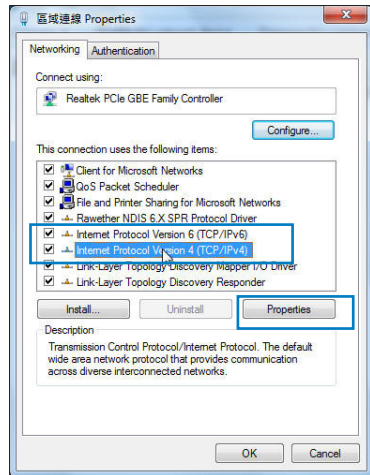 區域連線 Properties
Networking
Authentication
Connect using:
Realtek PCIe GBE Family Controller
Configure...
This connection uses the following items:
Client for Microsoft Networks
QoS Packet Scheduler
File and Printer Sharing for Microsoft Networks
Rawether NDIS 6.X SPR Protocol Driver
Internet Protocol Version 6 (TCP/IPv6)
Internet Protocol Version 4 (TCP/IPv4)
Link-Layer Topology Discovery Mapper I/O Driver
Link-Layer Topology Discovery Responder
Install...
Uninstall
Properties
Description
Transmission Control Protocol/Internet Protocol. The default
wide area network protocol that provides communication
across diverse interconnected networks.
OK
Cancel